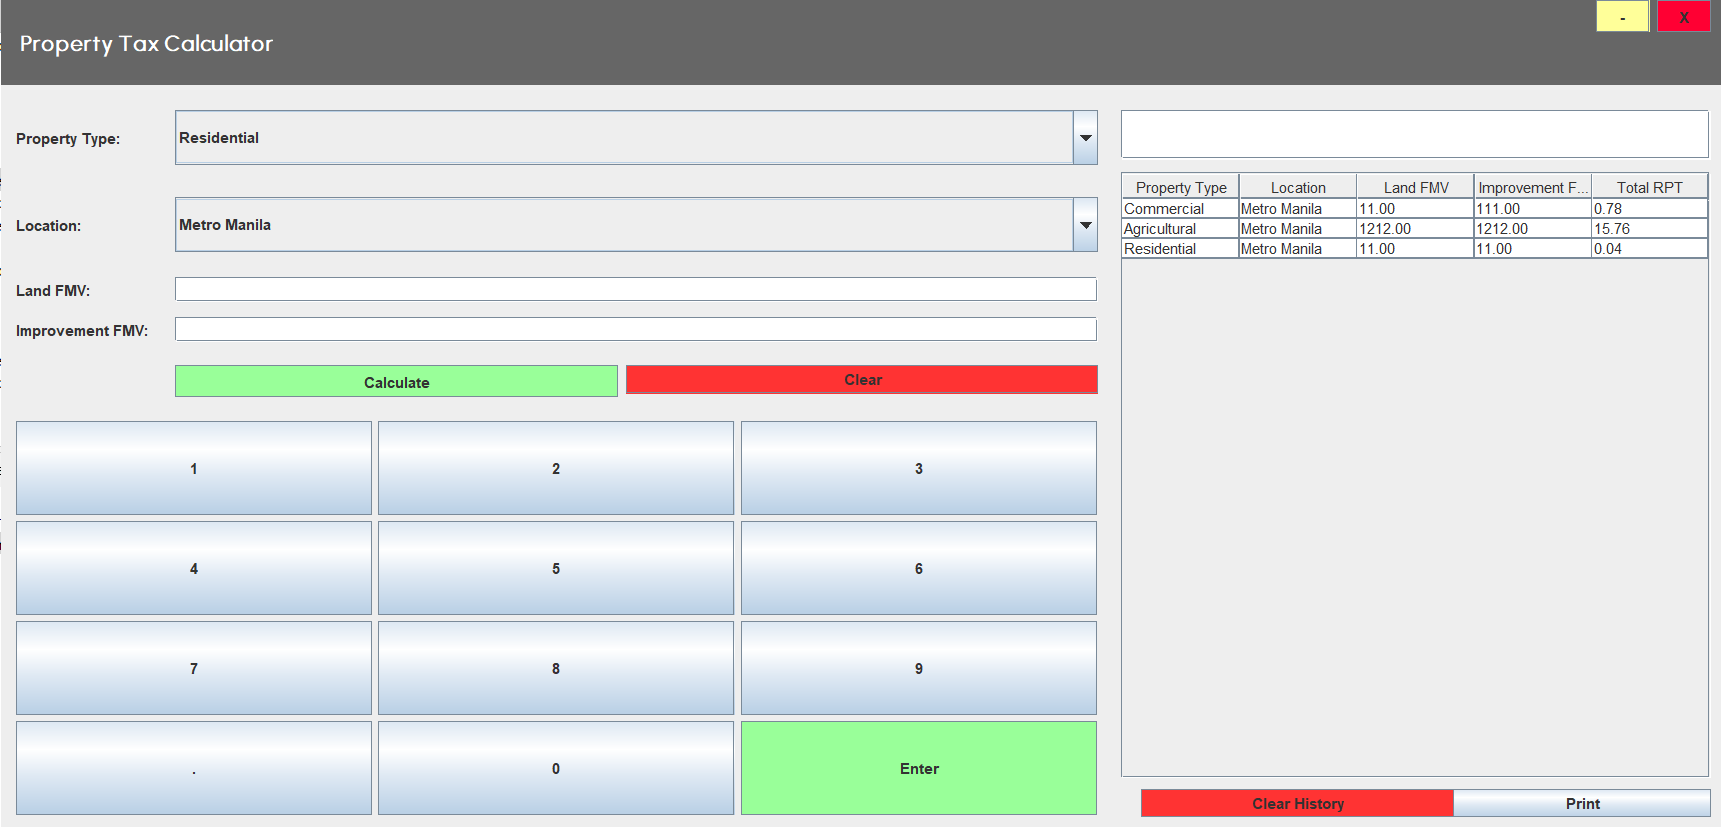 -
X
Property Tax Calculator
Property Type:
Residential
Location:
Metro Manila
Land FMV:
Improvement FMV:
Calculate
Clear
1
2
3
4
5
6
7
8
9
.
0
Enter
Property Type Location Land FMV Improvement F... Total RPT
Commercial Metro Manila 11.00 111.00 0.78
Agricultural Metro Manila 1212.00 1212.00 15.76
Residential Metro Manila 11.00 11.00 0.04
Clear History
Print